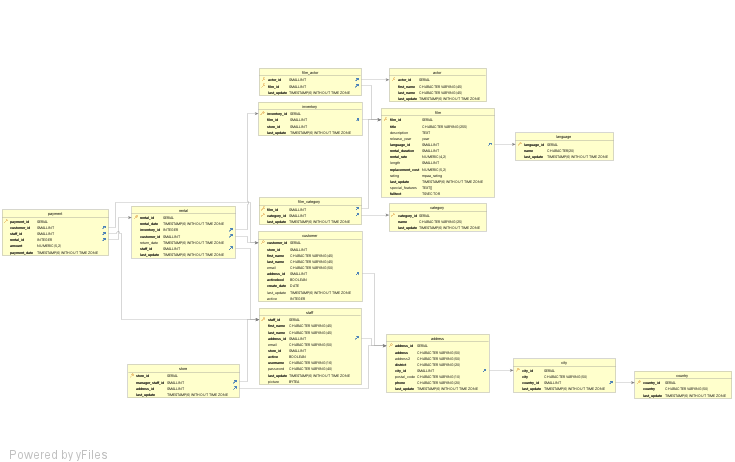 film_actor
actor_id SMALLINT
film_id SMALLINT
last_update TIMESTAMP(6) WITHOUT TIME ZONE
actor
actor_id SERIAL
first_name CHARACTER VARYING(45)
last_name CHARACTER VARYING(45)
last_update TIMESTAMP(6) WITHOUT TIME ZONE
inventory
inventory_id SERIAL
film_id SMALLINT
store_id SMALLINT
last_update TIMESTAMP(6) WITHOUT TIME ZONE
film
film_id SERIAL
title CHARACTER VARYING(255)
description TEXT
release_year year
language_id SMALLINT
rental_duration SMALLINT
rental_rate NUMERIC(4,2)
length SMALLINT
replacement_cost NUMERIC(5,2)
rating mpaa_rating
last_update TIMESTAMP(6) WITHOUT TIME ZONE
special_features TEXT[]
fulltext TSVECTOR
language
language_id SERIAL
name CHARACTER(20)
last_update TIMESTAMP(6) WITHOUT TIME ZONE
film_category
film_id SMALLINT
category_id SMALLINT
last_update TIMESTAMP(6) WITHOUT TIME ZONE
category
category_id SERIAL
name CHARACTER VARYING(25)
last_update TIMESTAMP(6) WITHOUT TIME ZONE
payment
payment_id SERIAL
customer_id SMALLINT
staff_id SMALLINT
rental_id INTEGER
amount NUMERIC(5,2)
payment_date TIMESTAMP(6) WITHOUT TIME ZONE
rental
rental_id SERIAL
rental_date TIMESTAMP(6) WITHOUT TIME ZONE
inventory_id INTEGER
customer_id SMALLINT
return_date TIMESTAMP(6) WITHOUT TIME ZONE
staff_id SMALLINT
last_update TIMESTAMP(6) WITHOUT TIME ZONE
customer
customer_id SERIAL
store_id SMALLINT
first_name CHARACTER VARYING(45)
last_name CHARACTER VARYING(45)
email CHARACTER VARYING(50)
address_id SMALLINT
activebool BOOLEAN
create_date DATE
last_update TIMESTAMP(6) WITHOUT TIME ZONE
active INTEGER
staff
staff_id SERIAL
first_name CHARACTER VARYING(45)
last_name CHARACTER VARYING(45)
address_id SMALLINT
email CHARACTER VARYING(50)
store_id SMALLINT
active BOOLEAN
username CHARACTER VARYING(16)
password CHARACTER VARYING(40)
last_update TIMESTAMP(6) WITHOUT TIME ZONE
picture BYTEA
store
store_id SERIAL
manager_staff_id SMALLINT
address_id SMALLINT
last_update TIMESTAMP(6) WITHOUT TIME ZONE
address
address_id SERIAL
address CHARACTER VARYING(50)
address2 CHARACTER VARYING(50)
district CHARACTER VARYING(20)
city_id SMALLINT
postal_code CHARACTER VARYING(10)
phone CHARACTER VARYING(20)
last_update TIMESTAMP(6) WITHOUT TIME ZONE
city
city_id SERIAL
city CHARACTER VARYING(50)
country_id SMALLINT
last_update TIMESTAMP(6) WITHOUT TIME ZONE
country
country_id SERIAL
country CHARACTER VARYING(50)
last_update TIMESTAMP(6) WITHOUT TIME ZONE
Powered by yFiles